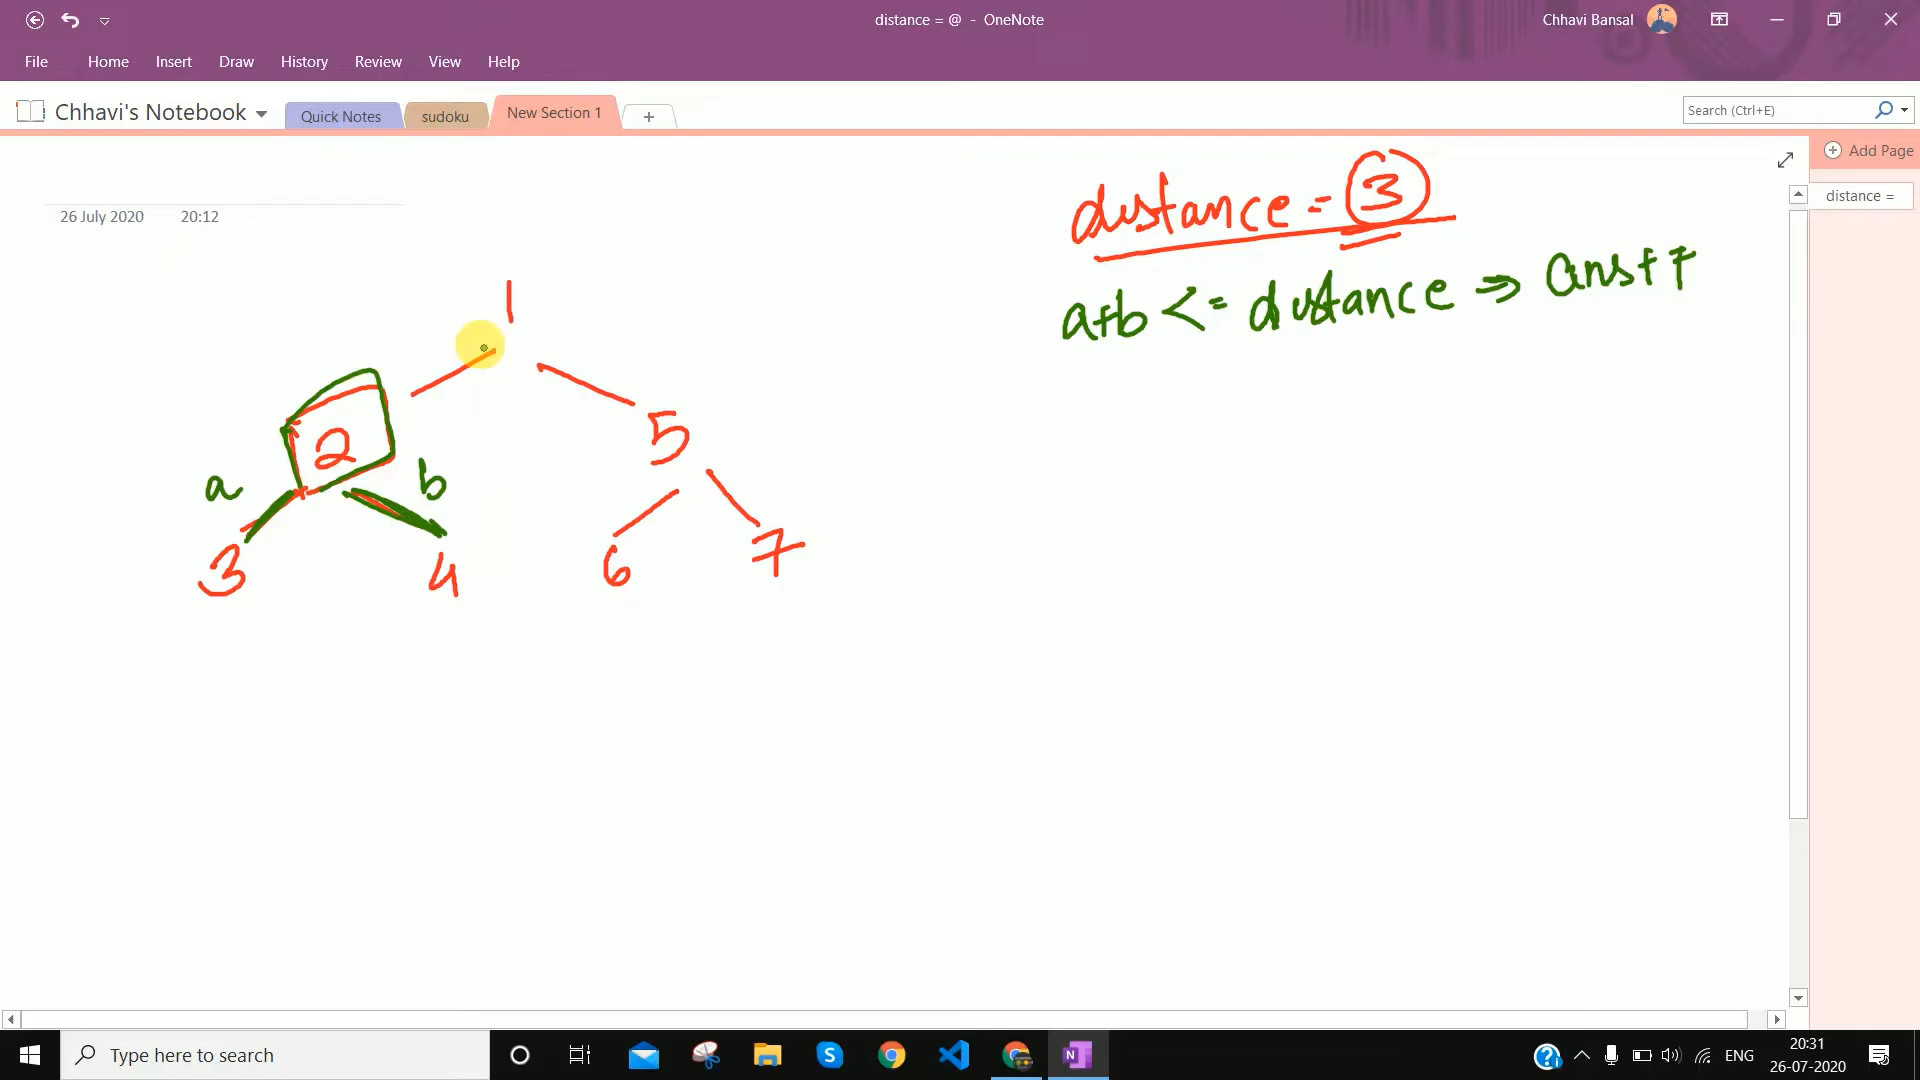 distance = @ - OneNote
Chhavi Bansal
File Home Insert Draw History Review View Help
Chhavi's Notebook
Quick Notes
sudoku
New Section 1
+
Search (Ctrl+E)
Add Page
distance =
26 July 2020 20:12
distance = 3
a+b <= distance => ans++
1
2
5
a
b
3
4
6
7
Type here to search
ENG
20:31
26-07-2020